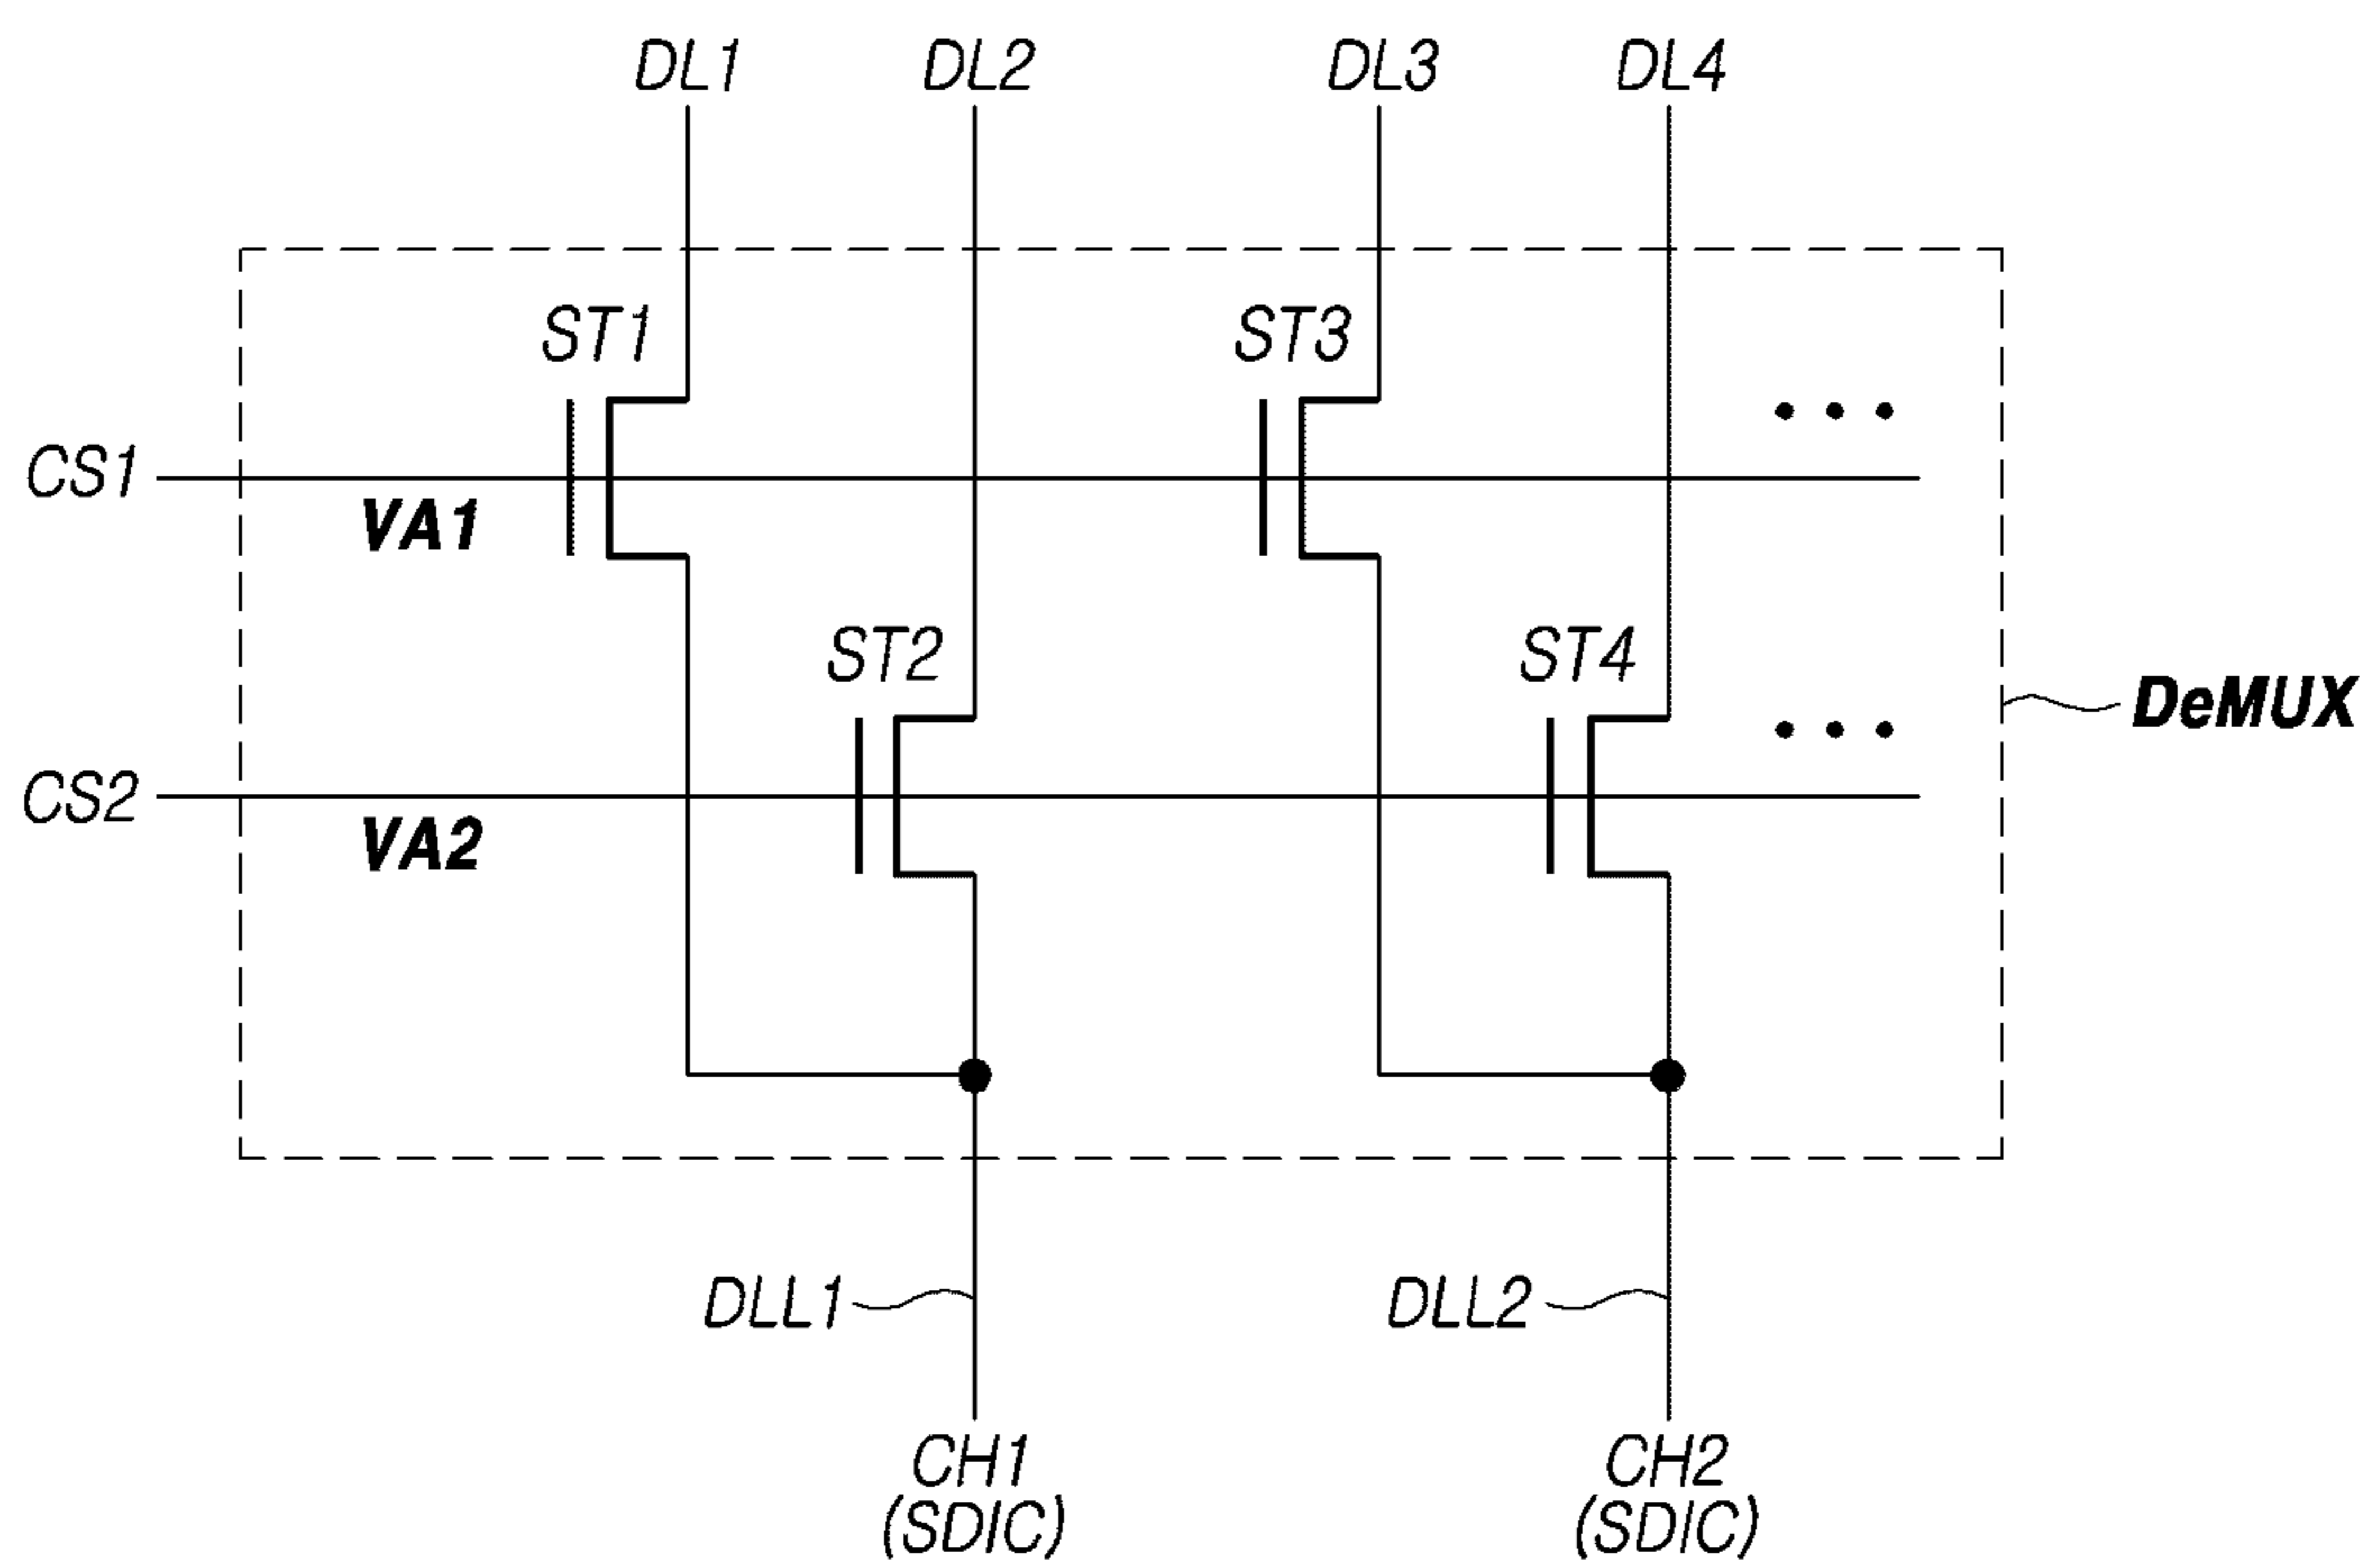 DL1 DL2 DL3 DL4
ST1 ST3
CS1
VA1
ST2 ST4
DeMUX
CS2
VA2
DLL1 DLL2
CH1 CH2
(SDIC) (SDIC)